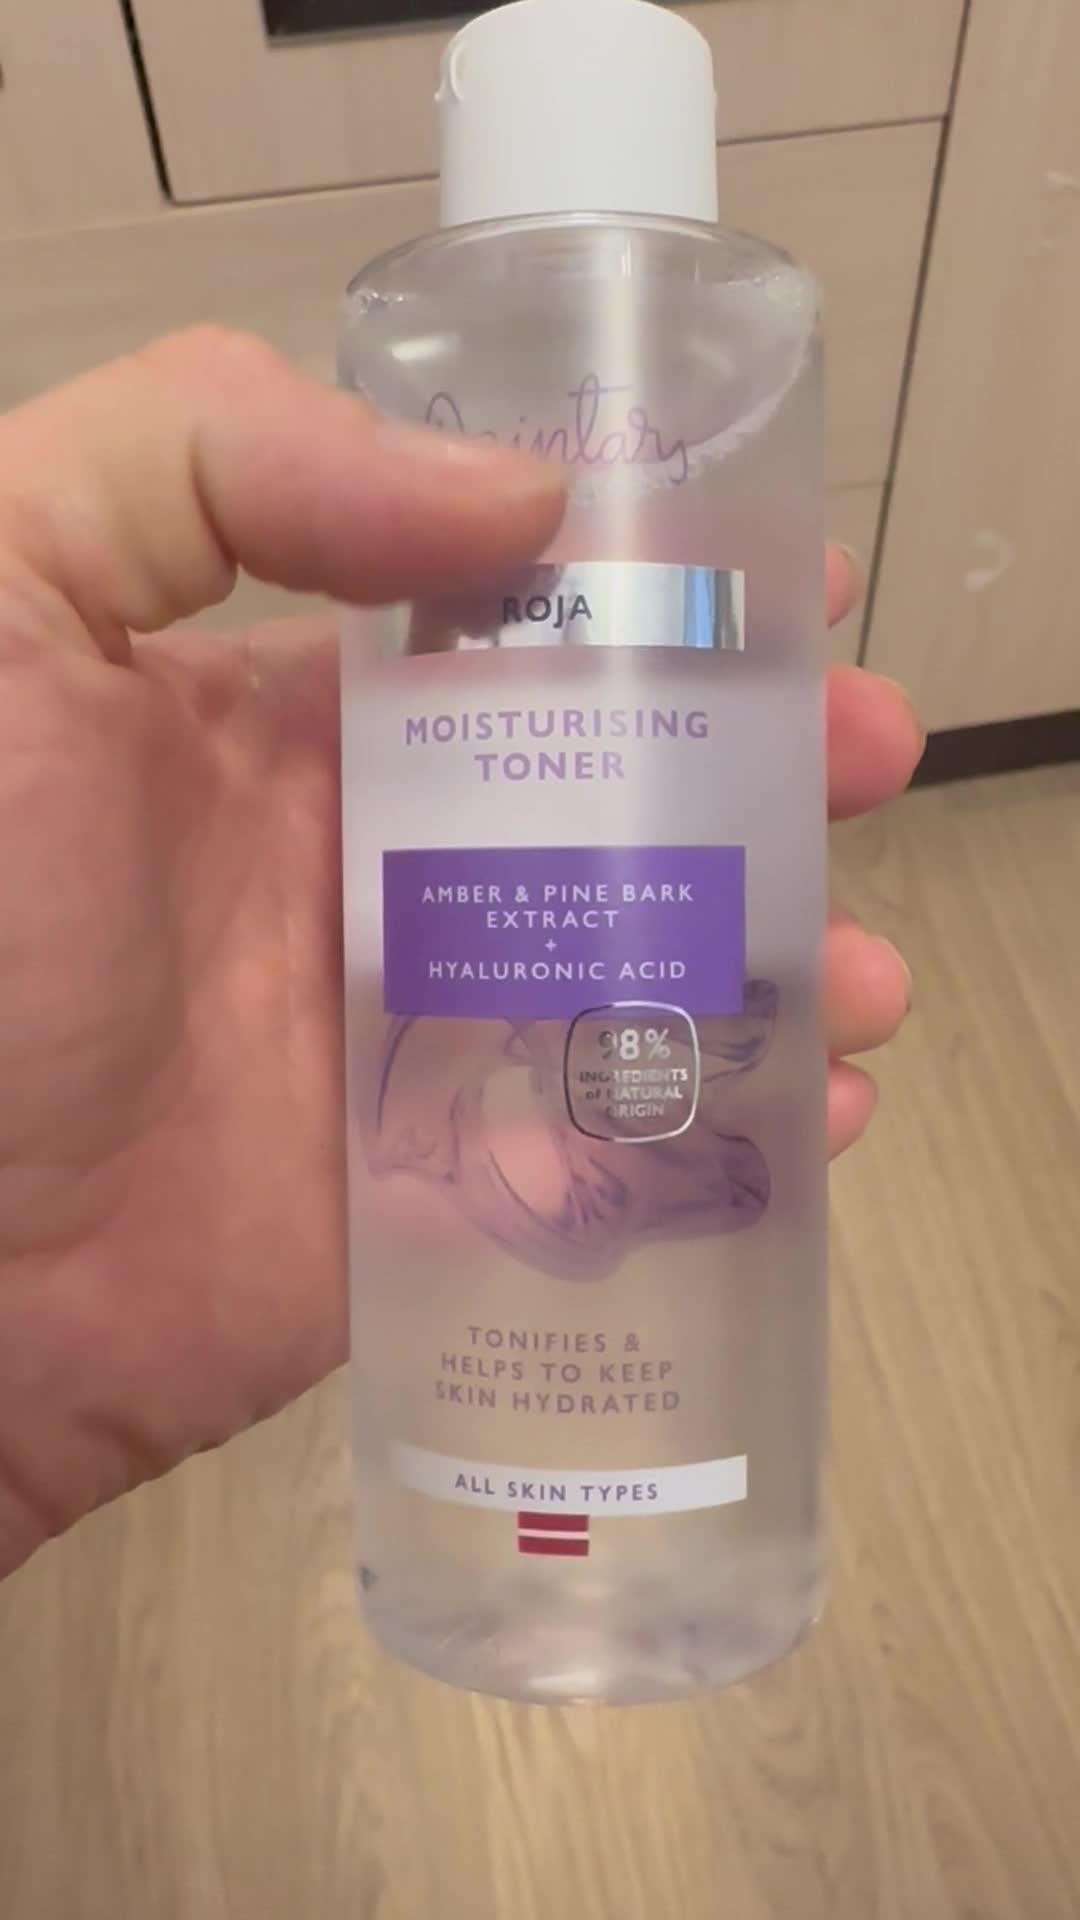 ROJA
MOISTURISING
TONER
AMBER & PINE BARK
EXTRACT
+
HYALURONIC ACID
98%
INGREDIENTS
of NATURAL
ORIGIN
TONIFIES &
HELPS TO KEEP
SKIN HYDRATED
ALL SKIN TYPES